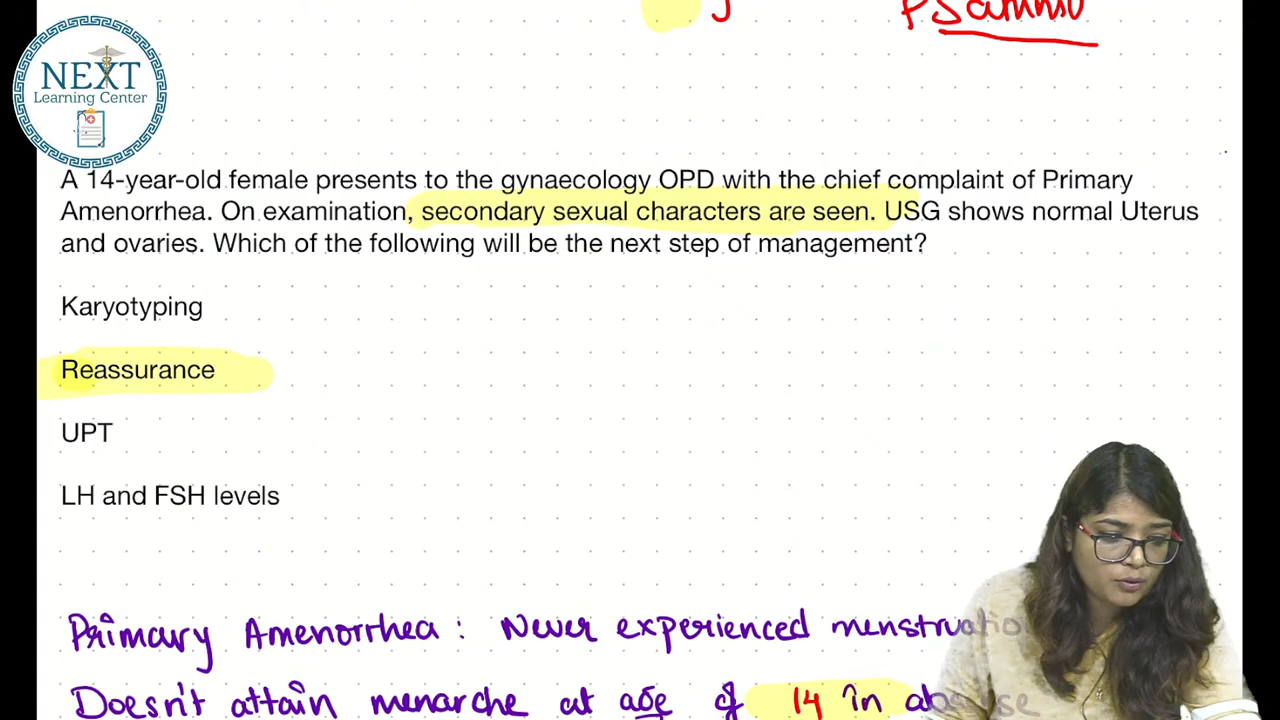 NEXT
Learning Center
A 14-year-old female presents to the gynaecology OPD with the chief complaint of Primary
Amenorrhea. On examination, secondary sexual characters are seen. USG shows normal Uterus
and ovaries. Which of the following will be the next step of management?
Karyotyping
Reassurance
UPT
LH and FSH levels
Primary Amenorrhea : Never experienced
Doesn't attain menarche at age of 14 in